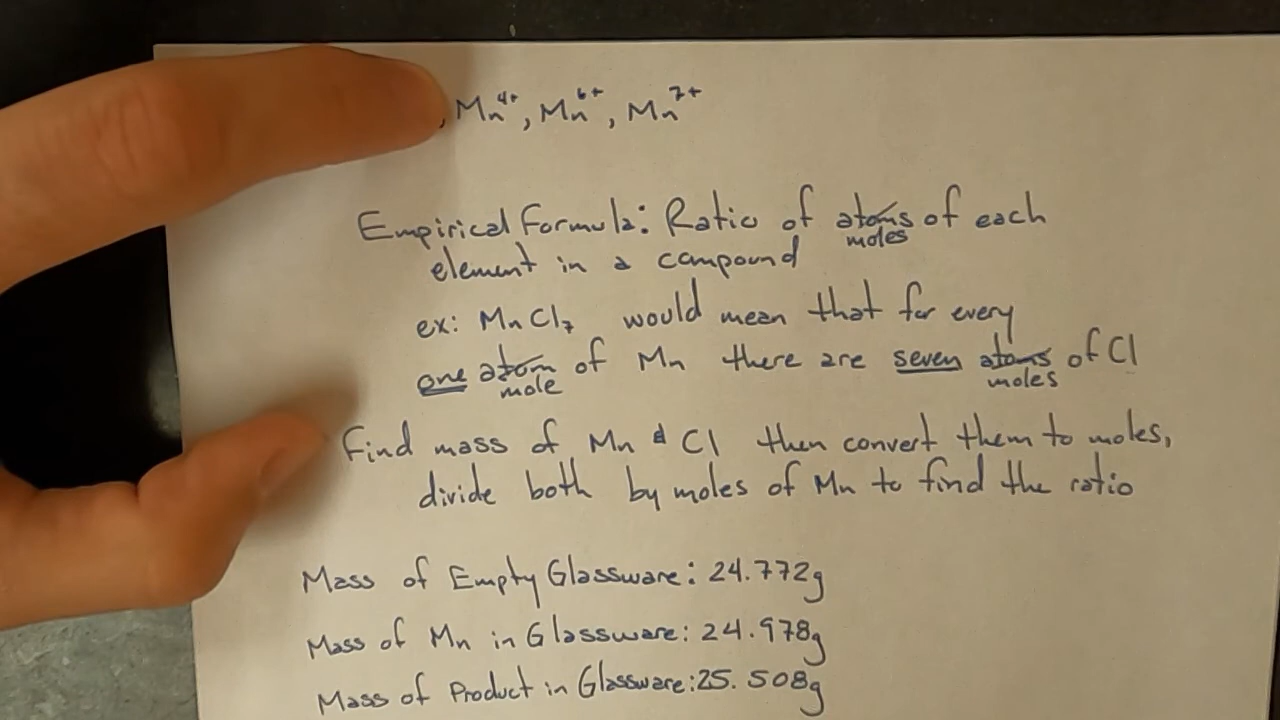 , Mn⁴⁺, Mn⁶⁺, Mn⁷⁺
Empirical Formula: Ratio of atoms of each
moles
element in a compound
ex: MnCl₇ would mean that for every
one atom of Mn there are seven atoms of Cl
mole moles
Find mass of Mn & Cl then convert them to moles,
divide both by moles of Mn to find the ratio
Mass of Empty Glassware: 24.772g
Mass of Mn in Glassware: 24.978g
Mass of Product in Glassware: 25.508g